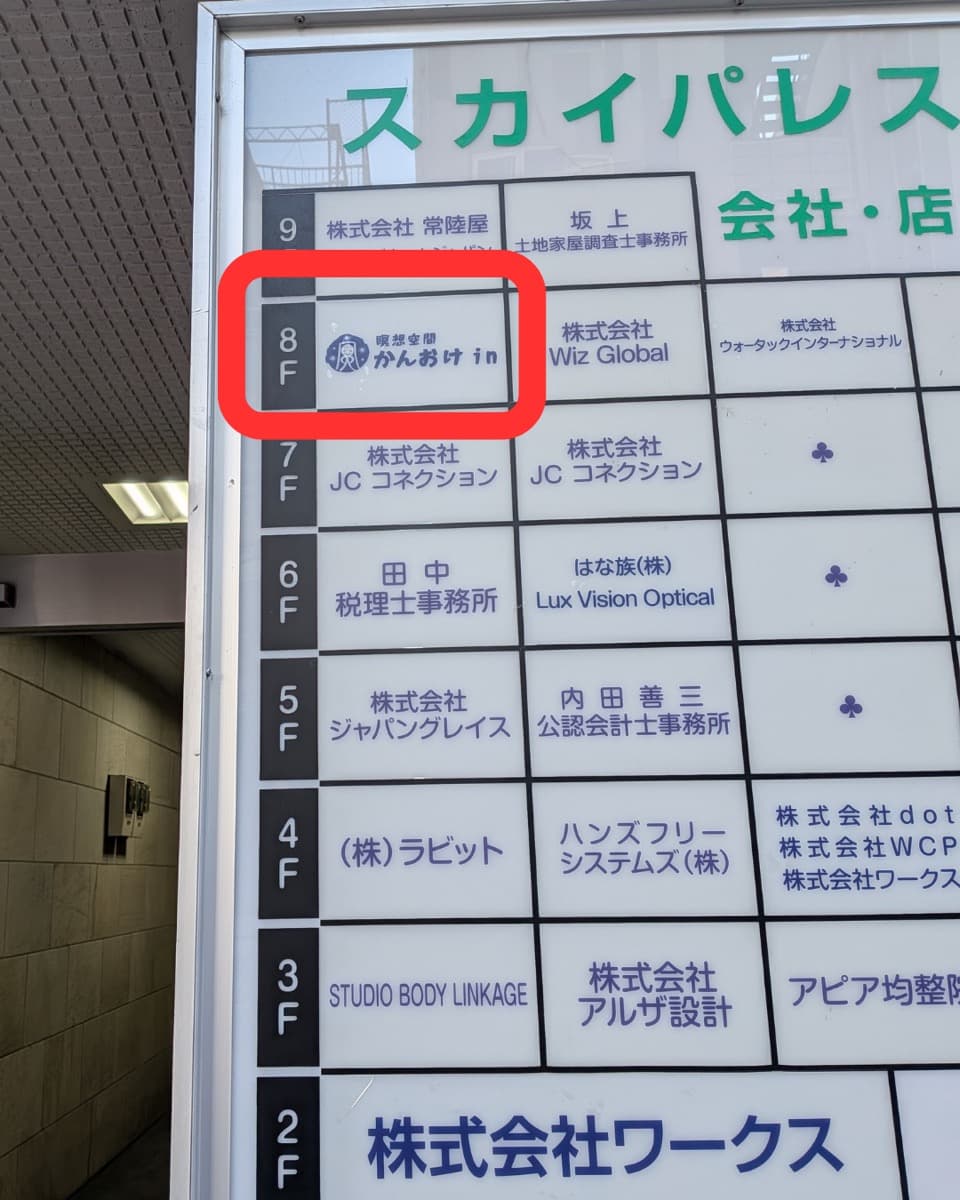 スカイパレス
会社・店
9
株式会社 常陸屋
坂上
土地家屋調査士事務所
8F
瞑想空間
かんおけ in
株式会社
Wiz Global
株式会社
ウォータックインターナショナル
7F
株式会社
JC コネクション
株式会社
JC コネクション
♣
6F
田中
税理士事務所
はな族(株)
Lux Vision Optical
♣
5F
株式会社
ジャパングレイス
内田善三
公認会計士事務所
♣
4F
(株)ラビット
ハンズフリー
システムズ(株)
株式会社dot
株式会社WCP
株式会社ワークス
3F
STUDIO BODY LINKAGE
株式会社
アルザ設計
アピア均整院
2F
株式会社ワークス